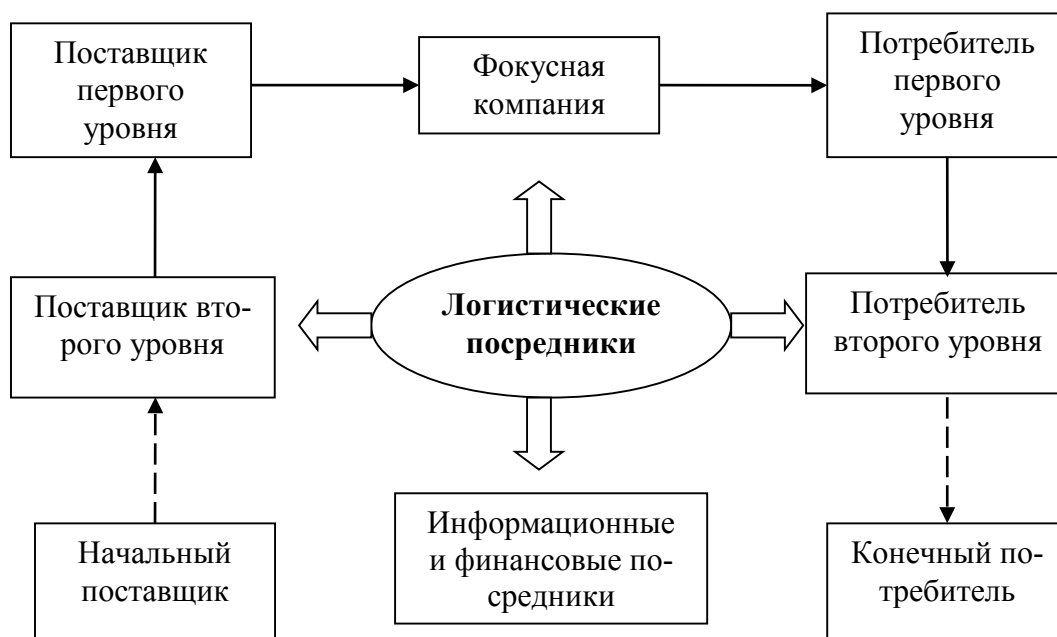 Поставщик
первого
уровня
Фокусная
компания
Потребитель
первого
уровня
Поставщик вто-
рого уровня
Логистические
посредники
Потребитель
второго уровня
Начальный
поставщик
Информационные
и финансовые по-
средники
Конечный по-
требитель